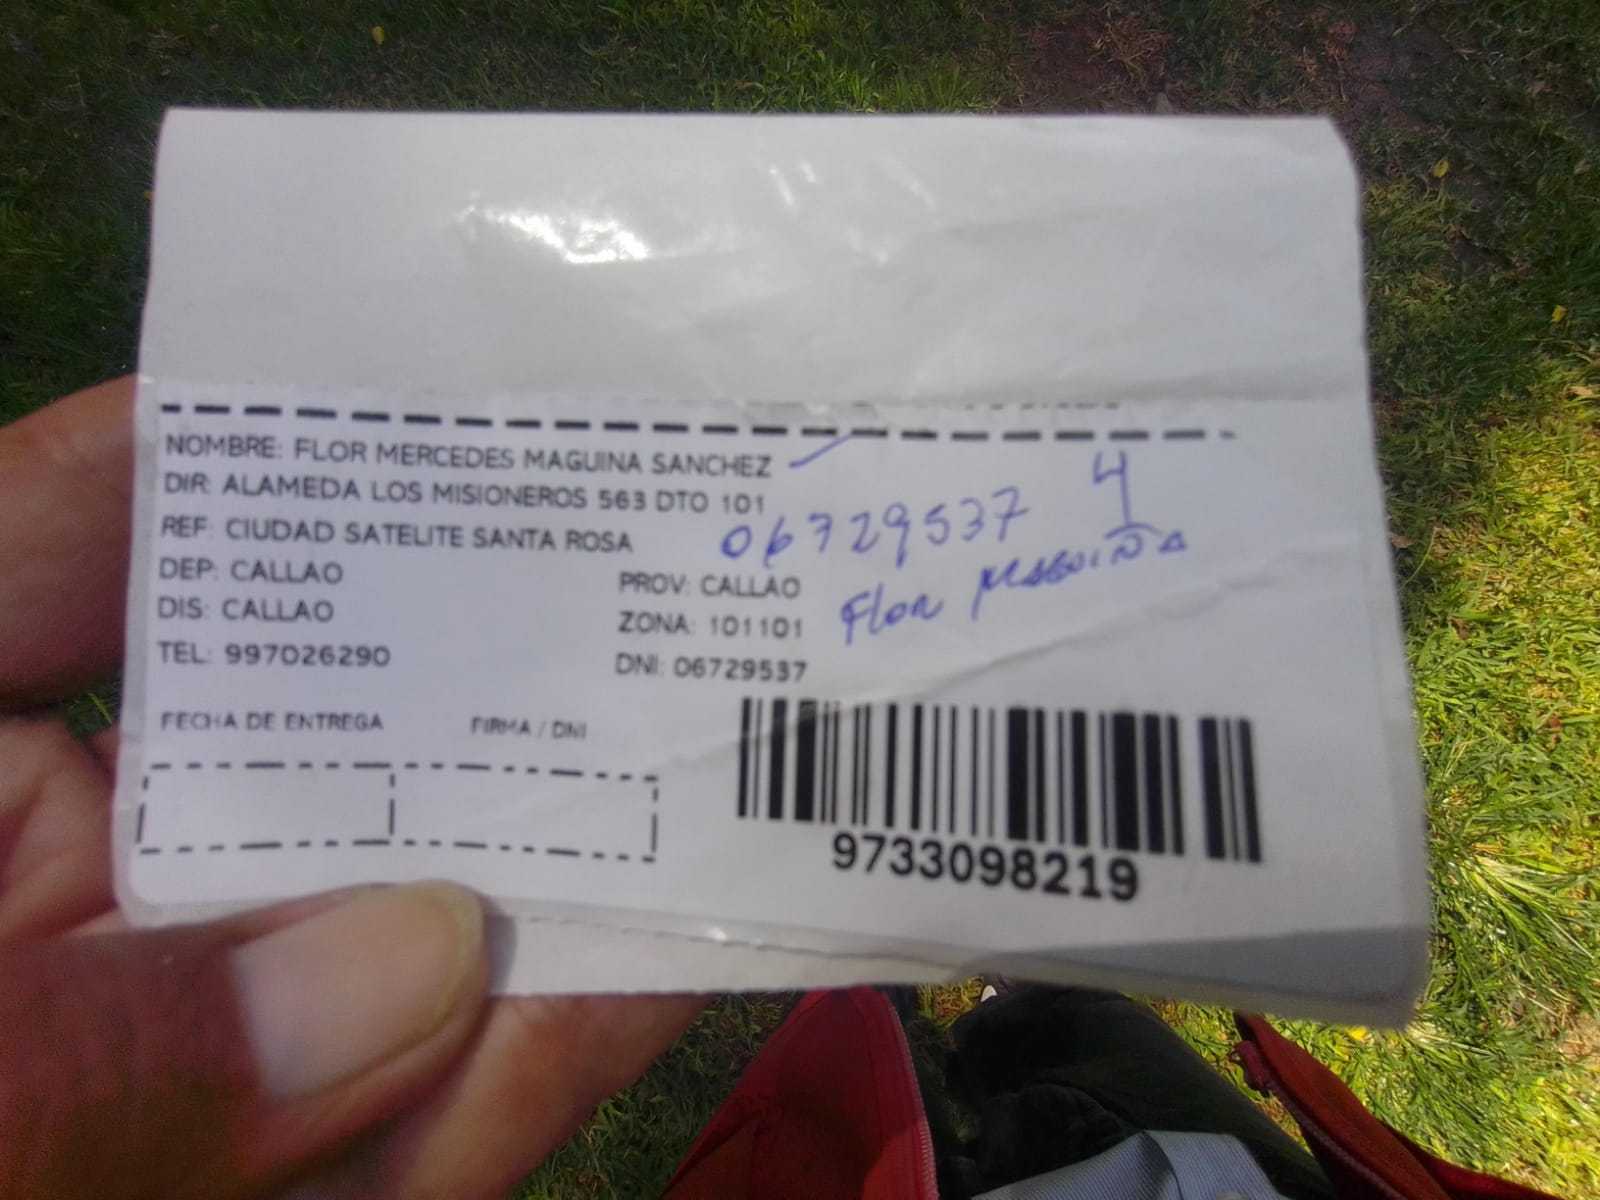 NOMBRE: FLOR MERCEDES MAGUINA SANCHEZ
DIR: ALAMEDA LOS MISIONEROS 563 DTO 101
REF: CIUDAD SATELITE SANTA ROSA
06729537 4
DEP: CALLAO PROV: CALLAO
Flor Maguiña
DIS: CALLAO ZONA: 101101
TEL: 997026290 DNI: 06729537
FECHA DE ENTREGA FIRMA / DNI
9733098219